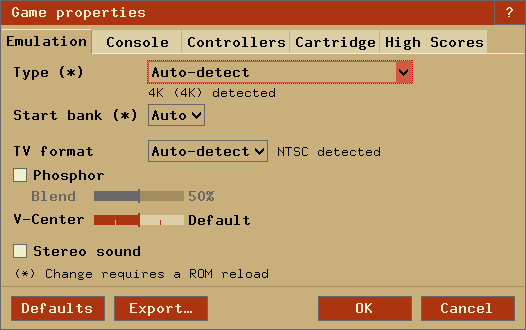 Game properties ?
Emulation Console Controllers Cartridge High Scores
Type (*) Auto-detect
4K (4K) detected
Start bank (*) Auto
TV format Auto-detect NTSC detected
Phosphor
Blend 50%
V-Center Default
Stereo sound
(*) Change requires a ROM reload
Defaults Export… OK Cancel